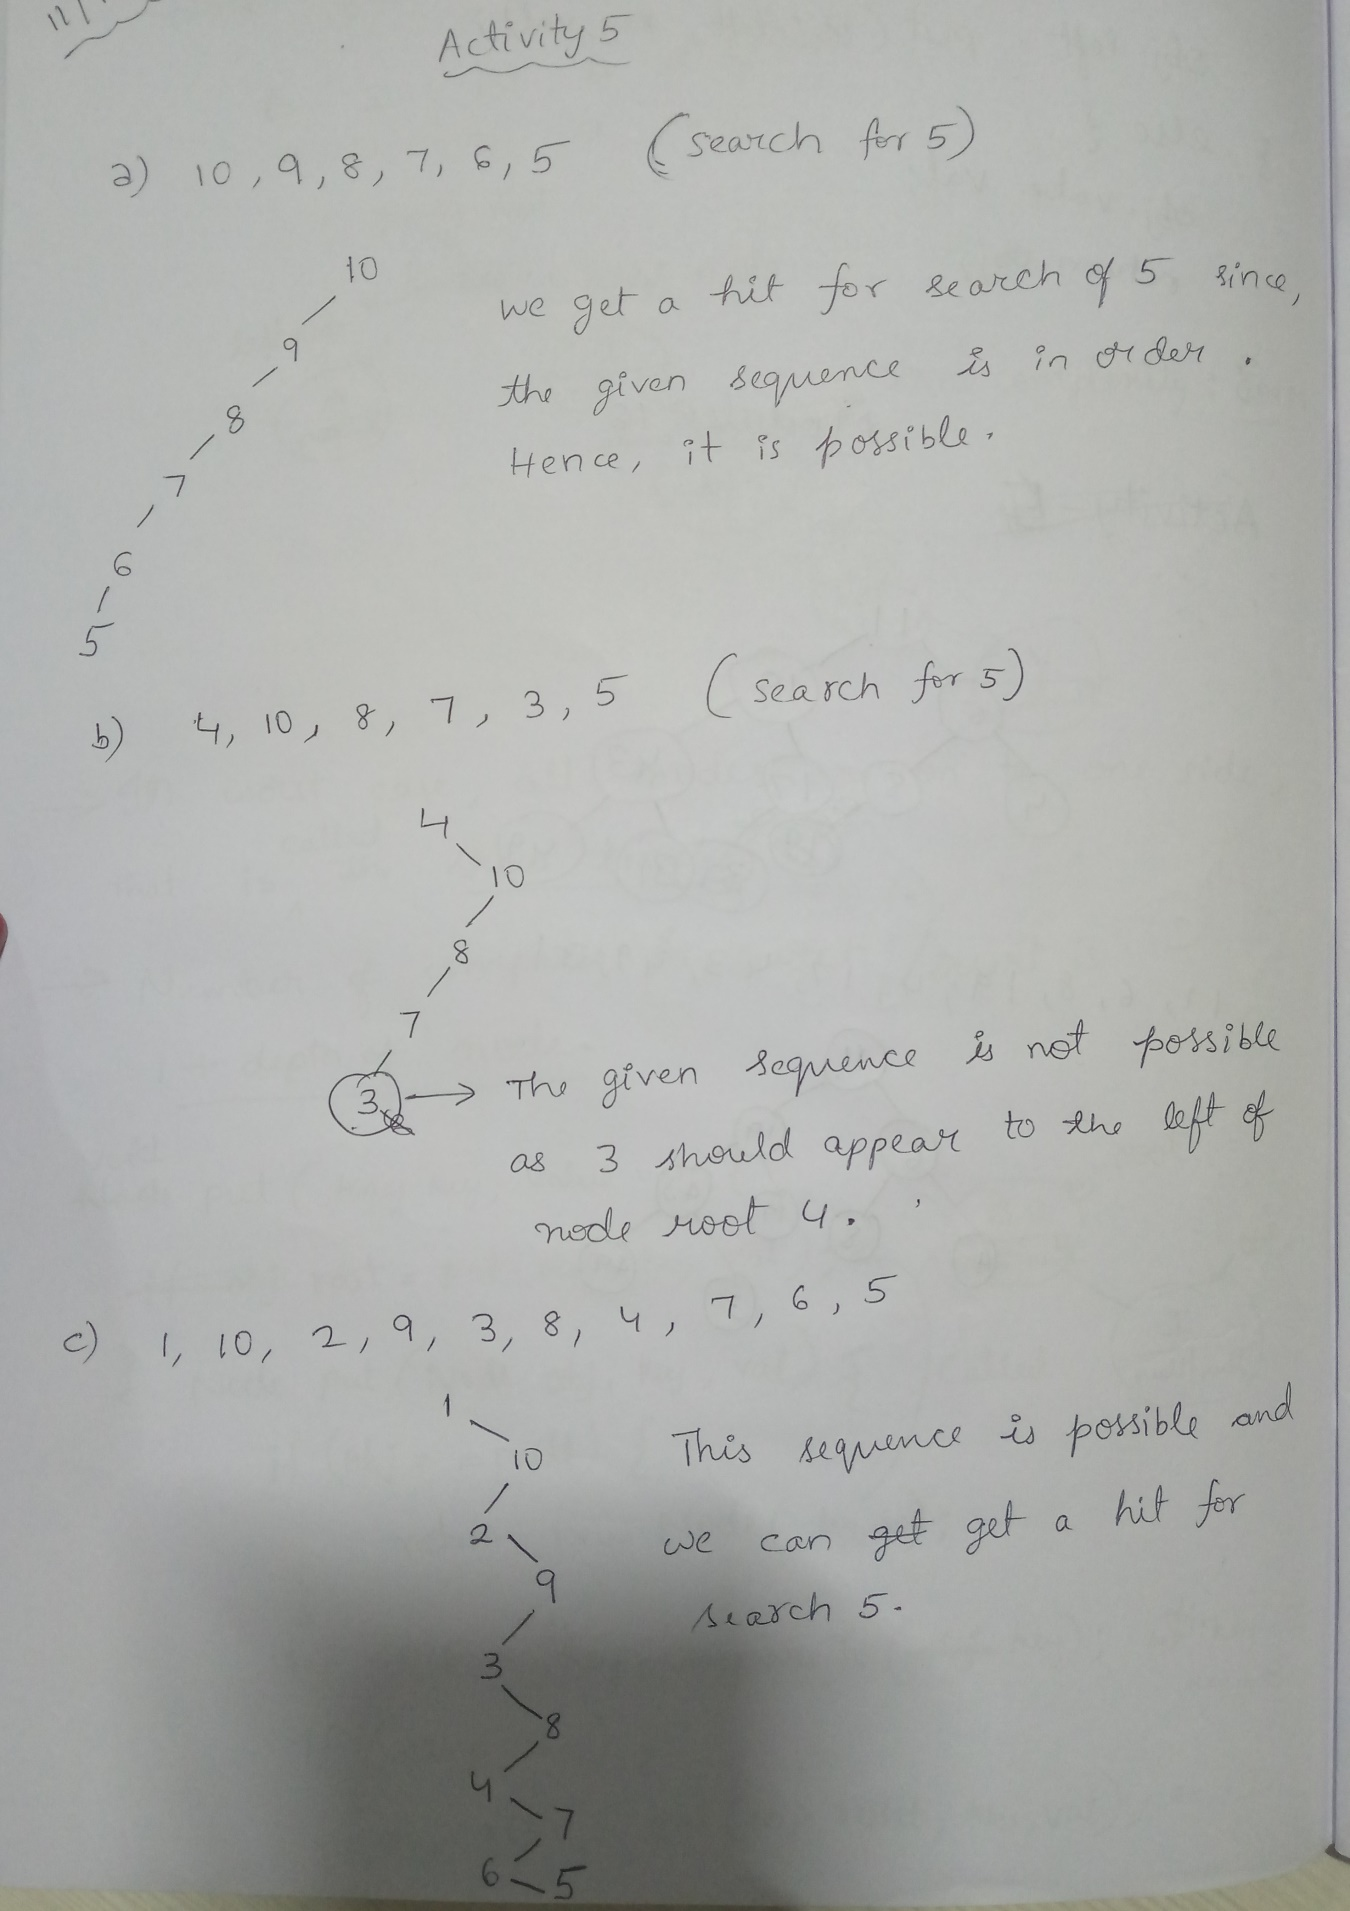 11/
Activity 5
a) 10, 9, 8, 7, 6, 5 (search for 5)
10
we get a hit for search of 5 since,
9
the given sequence is in order.
8
Hence, it is possible.
7
6
5
b) 4, 10, 8, 7, 3, 5 (search for 5)
4
10
8
7
3 → The given sequence is not possible
as 3 should appear to the left of
node root 4.
c) 1, 10, 2, 9, 3, 8, 4, 7, 6, 5
1
10
This sequence is possible and
2
we can get get a hit for
9
search 5.
3
8
4
7
6 5